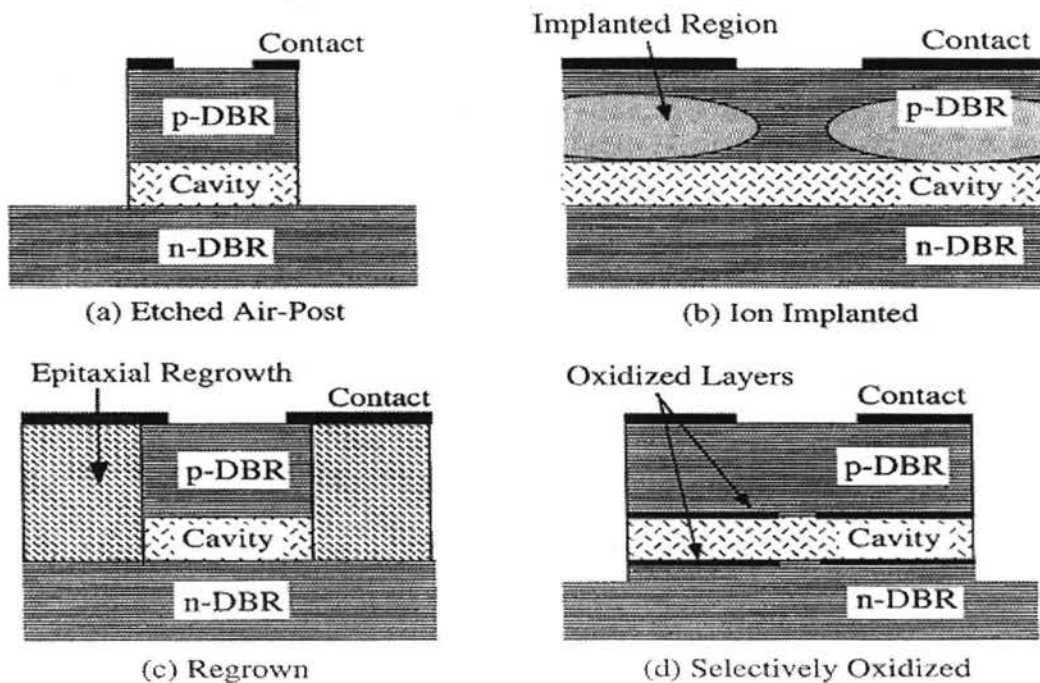 Contact
p-DBR
Cavity
n-DBR
(a) Etched Air-Post
Implanted Region
Contact
p-DBR
Cavity
n-DBR
(b) Ion Implanted
Epitaxial Regrowth
Contact
p-DBR
Cavity
n-DBR
(c) Regrown
Oxidized Layers
Contact
p-DBR
Cavity
n-DBR
(d) Selectively Oxidized